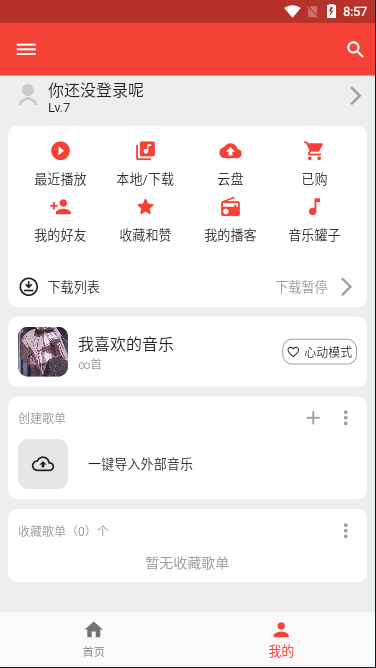 8:57
你还没登录呢
Lv.7
最近播放 本地/下载 云盘 已购
我的好友 收藏和赞 我的播客 音乐罐子
下载列表 下载暂停
我喜欢的音乐
∞首
心动模式
创建歌单
一键导入外部音乐
收藏歌单（0）个
暂无收藏歌单
首页 我的